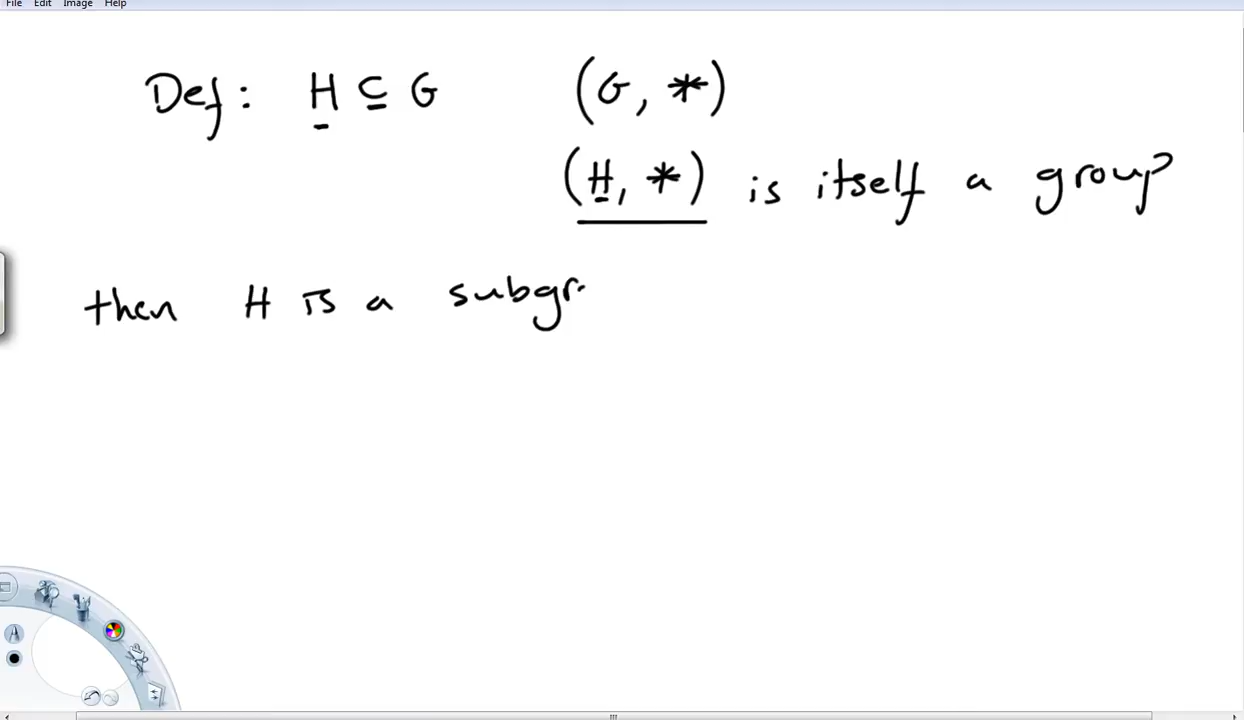 File Edit Image Help
Def: H ⊆ G (G, *)
(H, *) is itself a group
then H is a subgr